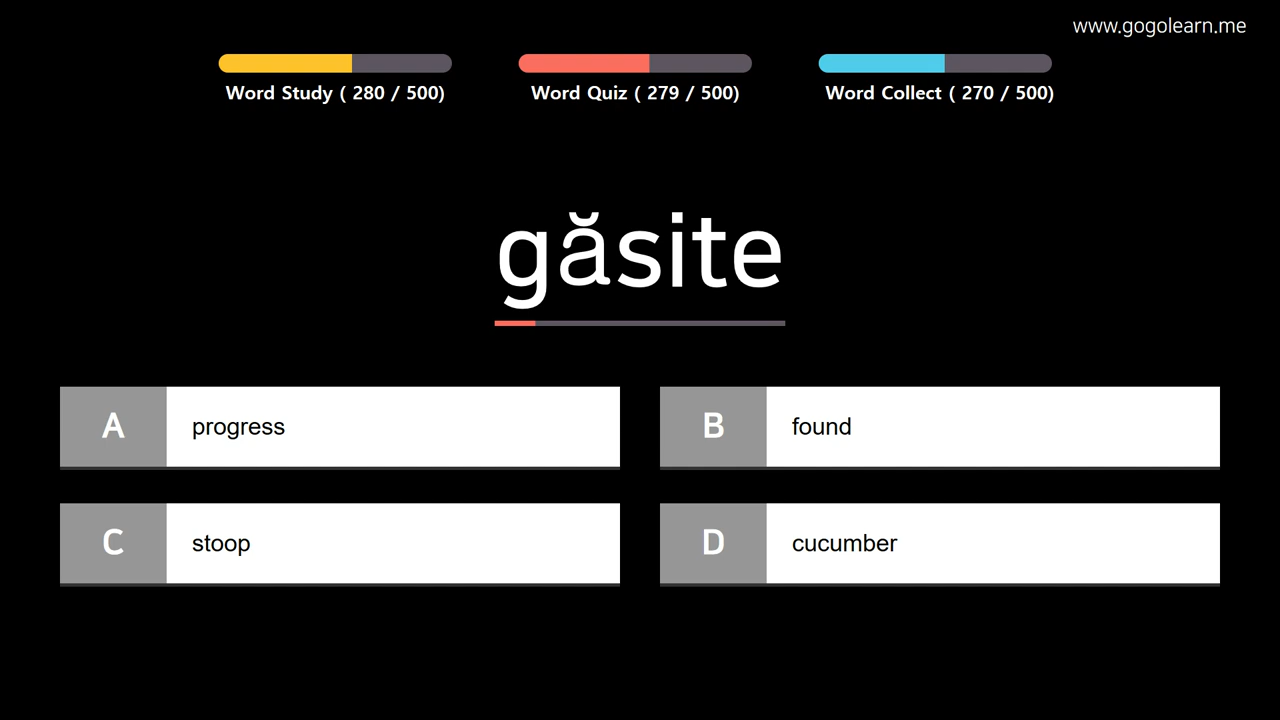 www.gogolearn.me
Word Study ( 280 / 500)
Word Quiz ( 279 / 500)
Word Collect ( 270 / 500)
găsite
A progress
B found
C stoop
D cucumber